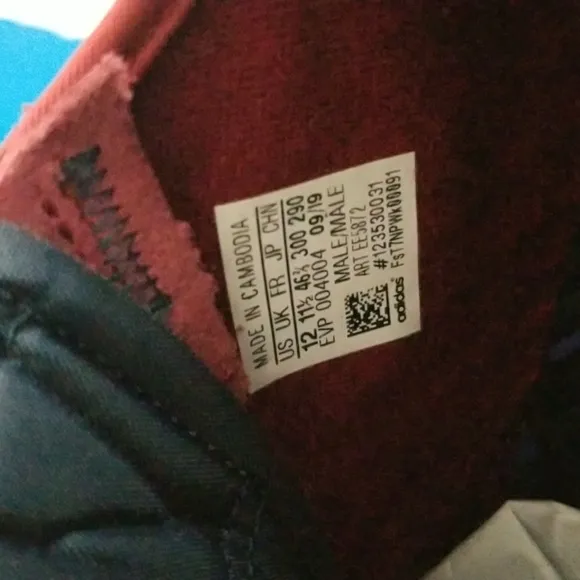 MADE IN CAMBODIA
US UK FR JP CHN
12 11½ 46⅔ 300 290
EVP 004004 09/19
MALE/MALE
ART EE5872
#123530031
FST7NPWK00091
adidas